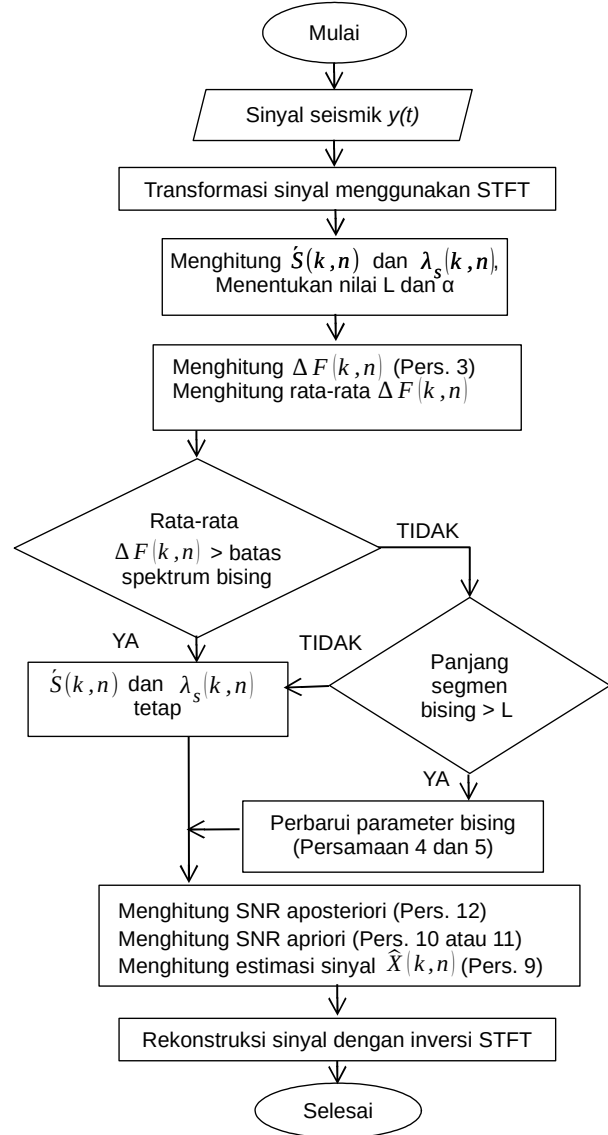 Mulai
Sinyal seismik y(t)
Transformasi sinyal menggunakan STFT
Menghitung Ś(k,n) dan λₛ(k,n),
Menentukan nilai L dan α
Menghitung ΔF(k,n) (Pers. 3)
Menghitung rata-rata ΔF(k,n)
Rata-rata
ΔF(k,n) > batas
spektrum bising
TIDAK
YA
TIDAK
Panjang
segmen
bising > L
Ś(k,n) dan λₛ(k,n)
tetap
YA
Perbarui parameter bising
(Persamaan 4 dan 5)
Menghitung SNR aposteriori (Pers. 12)
Menghitung SNR apriori (Pers. 10 atau 11)
Menghitung estimasi sinyal X̂(k,n) (Pers. 9)
Rekonstruksi sinyal dengan inversi STFT
Selesai